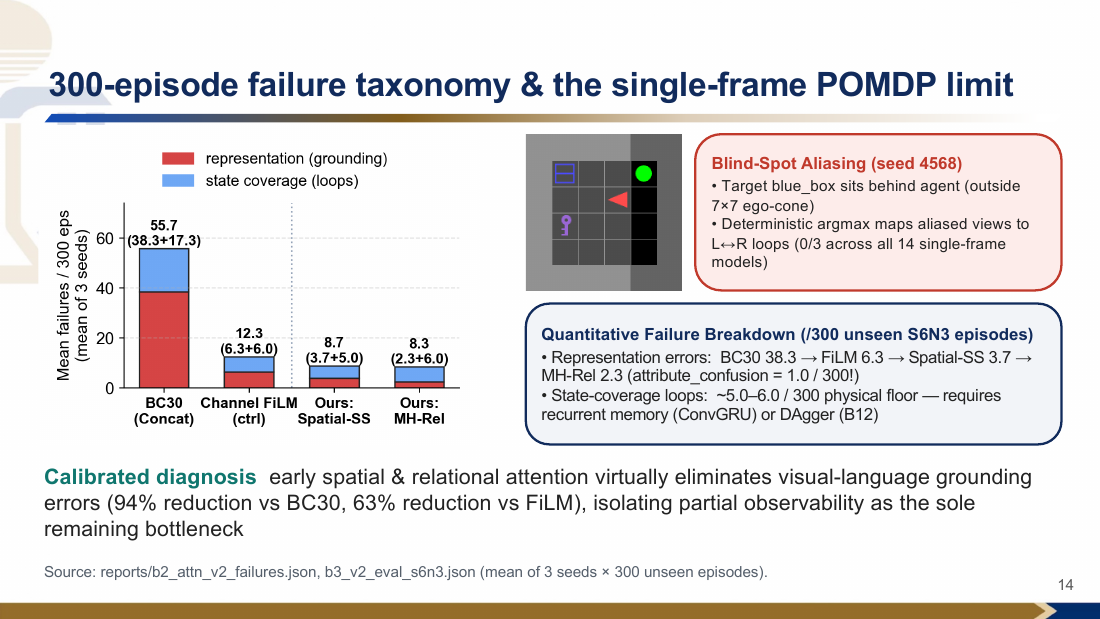 300-episode failure taxonomy & the single-frame POMDP limit
representation (grounding)
state coverage (loops)
Mean failures / 300 eps
(mean of 3 seeds)
60
40
20
0
55.7
(38.3+17.3)
12.3
(6.3+6.0)
8.7
(3.7+5.0)
8.3
(2.3+6.0)
BC30
(Concat)
Channel FiLM
(ctrl)
Ours:
Spatial-SS
Ours:
MH-Rel
Blind-Spot Aliasing (seed 4568)
• Target blue_box sits behind agent (outside
7×7 ego-cone)
• Deterministic argmax maps aliased views to
L↔R loops (0/3 across all 14 single-frame
models)
Quantitative Failure Breakdown (/300 unseen S6N3 episodes)
• Representation errors: BC30 38.3 → FiLM 6.3 → Spatial-SS 3.7 →
MH-Rel 2.3 (attribute_confusion = 1.0 / 300!)
• State-coverage loops: ~5.0–6.0 / 300 physical floor — requires
recurrent memory (ConvGRU) or DAgger (B12)
Calibrated diagnosis early spatial & relational attention virtually eliminates visual-language grounding
errors (94% reduction vs BC30, 63% reduction vs FiLM), isolating partial observability as the sole
remaining bottleneck
Source: reports/b2_attn_v2_failures.json, b3_v2_eval_s6n3.json (mean of 3 seeds × 300 unseen episodes).
14